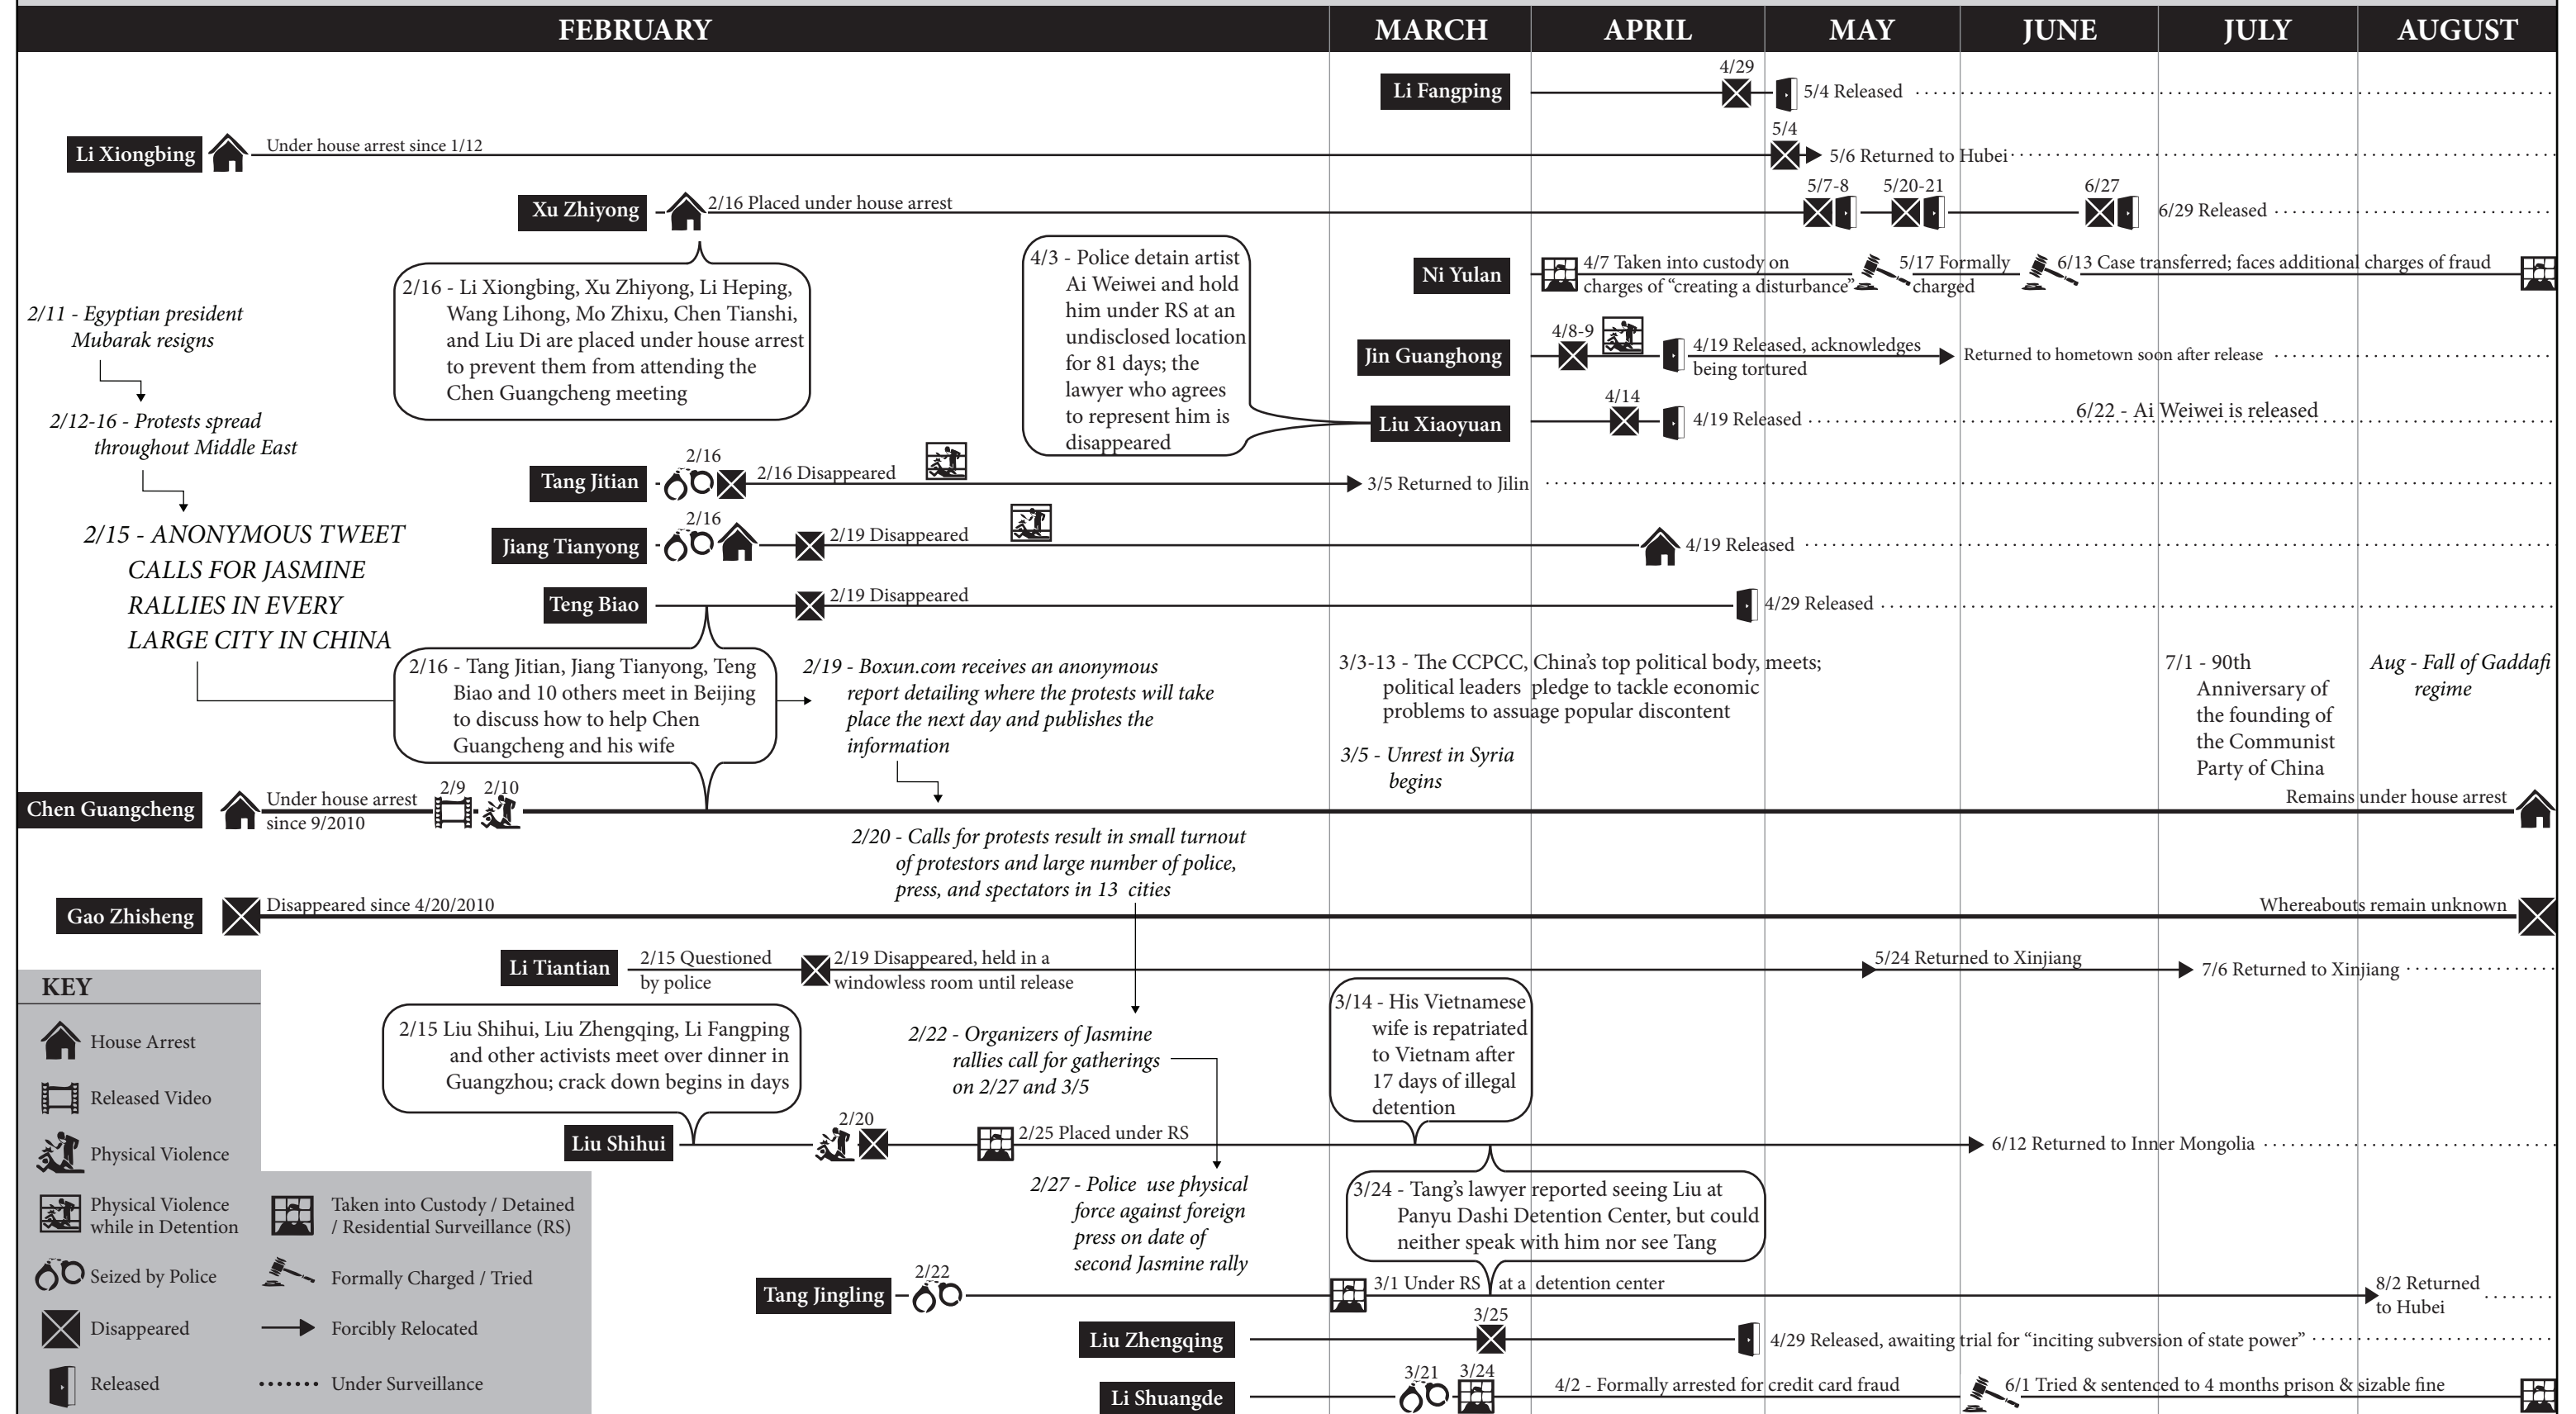 FEBRUARY
MARCH
APRIL
MAY
JUNE
JULY
AUGUST
Li Fangping
4/29
5/4 Released
Li Xiongbing
Under house arrest since 1/12
5/4
5/6 Returned to Hubei
Xu Zhiyong
2/16 Placed under house arrest
5/7-8
5/20-21
6/27
6/29 Released
2/16 - Li Xiongbing, Xu Zhiyong, Li Heping,
Wang Lihong, Mo Zhixu, Chen Tianshi,
and Liu Di are placed under house arrest
to prevent them from attending the
Chen Guangcheng meeting
4/3 - Police detain artist
Ai Weiwei and hold
him under RS at an
undisclosed location
for 81 days; the
lawyer who agrees
to represent him is
disappeared
Ni Yulan
4/7 Taken into custody on
charges of “creating a disturbance”
5/17 Formally
charged
6/13 Case transferred; faces additional charges of fraud
2/11 - Egyptian president
Mubarak resigns
2/12-16 - Protests spread
throughout Middle East
2/15 - ANONYMOUS TWEET
CALLS FOR JASMINE
RALLIES IN EVERY
LARGE CITY IN CHINA
Jin Guanghong
4/8-9
4/19 Released, acknowledges
being tortured
Returned to hometown soon after release
Liu Xiaoyuan
4/14
4/19 Released
6/22 - Ai Weiwei is released
Tang Jitian
2/16
2/16 Disappeared
3/5 Returned to Jilin
Jiang Tianyong
2/16
2/19 Disappeared
4/19 Released
Teng Biao
2/19 Disappeared
4/29 Released
2/16 - Tang Jitian, Jiang Tianyong, Teng
Biao and 10 others meet in Beijing
to discuss how to help Chen
Guangcheng and his wife
2/19 - Boxun.com receives an anonymous
report detailing where the protests will take
place the next day and publishes the
information
3/3-13 - The CCPCC, China’s top political body, meets;
political leaders pledge to tackle economic
problems to assuage popular discontent
3/5 - Unrest in Syria
begins
7/1 - 90th
Anniversary of
the founding of
the Communist
Party of China
Aug - Fall of Gaddafi
regime
Chen Guangcheng
Under house arrest
since 9/2010
2/9
2/10
Remains under house arrest
2/20 - Calls for protests result in small turnout
of protestors and large number of police,
press, and spectators in 13 cities
Gao Zhisheng
Disappeared since 4/20/2010
Whereabouts remain unknown
Li Tiantian
2/15 Questioned
by police
2/19 Disappeared, held in a
windowless room until release
5/24 Returned to Xinjiang
7/6 Returned to Xinjiang
2/15 Liu Shihui, Liu Zhengqing, Li Fangping
and other activists meet over dinner in
Guangzhou; crack down begins in days
2/22 - Organizers of Jasmine
rallies call for gatherings
on 2/27 and 3/5
3/14 - His Vietnamese
wife is repatriated
to Vietnam after
17 days of illegal
detention
Liu Shihui
2/20
2/25 Placed under RS
6/12 Returned to Inner Mongolia
2/27 - Police use physical
force against foreign
press on date of
second Jasmine rally
3/24 - Tang’s lawyer reported seeing Liu at
Panyu Dashi Detention Center, but could
neither speak with him nor see Tang
Tang Jingling
2/22
3/1 Under RS at a detention center
8/2 Returned
to Hubei
Liu Zhengqing
3/25
4/29 Released, awaiting trial for “inciting subversion of state power”
Li Shuangde
3/21
3/24
4/2 - Formally arrested for credit card fraud
6/1 Tried & sentenced to 4 months prison & sizable fine
KEY
House Arrest
Released Video
Physical Violence
Physical Violence
while in Detention
Seized by Police
Disappeared
Released
Taken into Custody / Detained
/ Residential Surveillance (RS)
Formally Charged / Tried
Forcibly Relocated
Under Surveillance